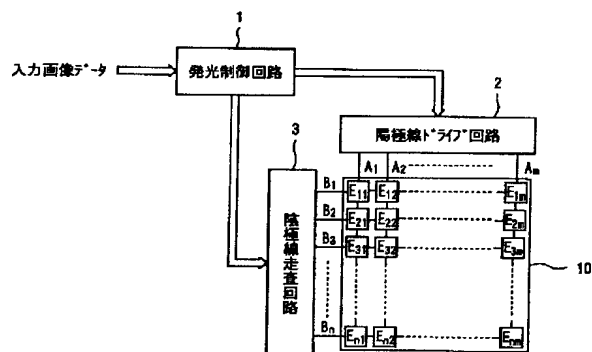 1
入力画像データ
発光制御回路
2
陽極線ドライブ回路
3
A1 A2 Am
陰極線走査回路
B1 E11 E12 E1m
B2 E21 E22 E2m
B3 E31 E32 E3m
10
Bn En1 En2 Enm